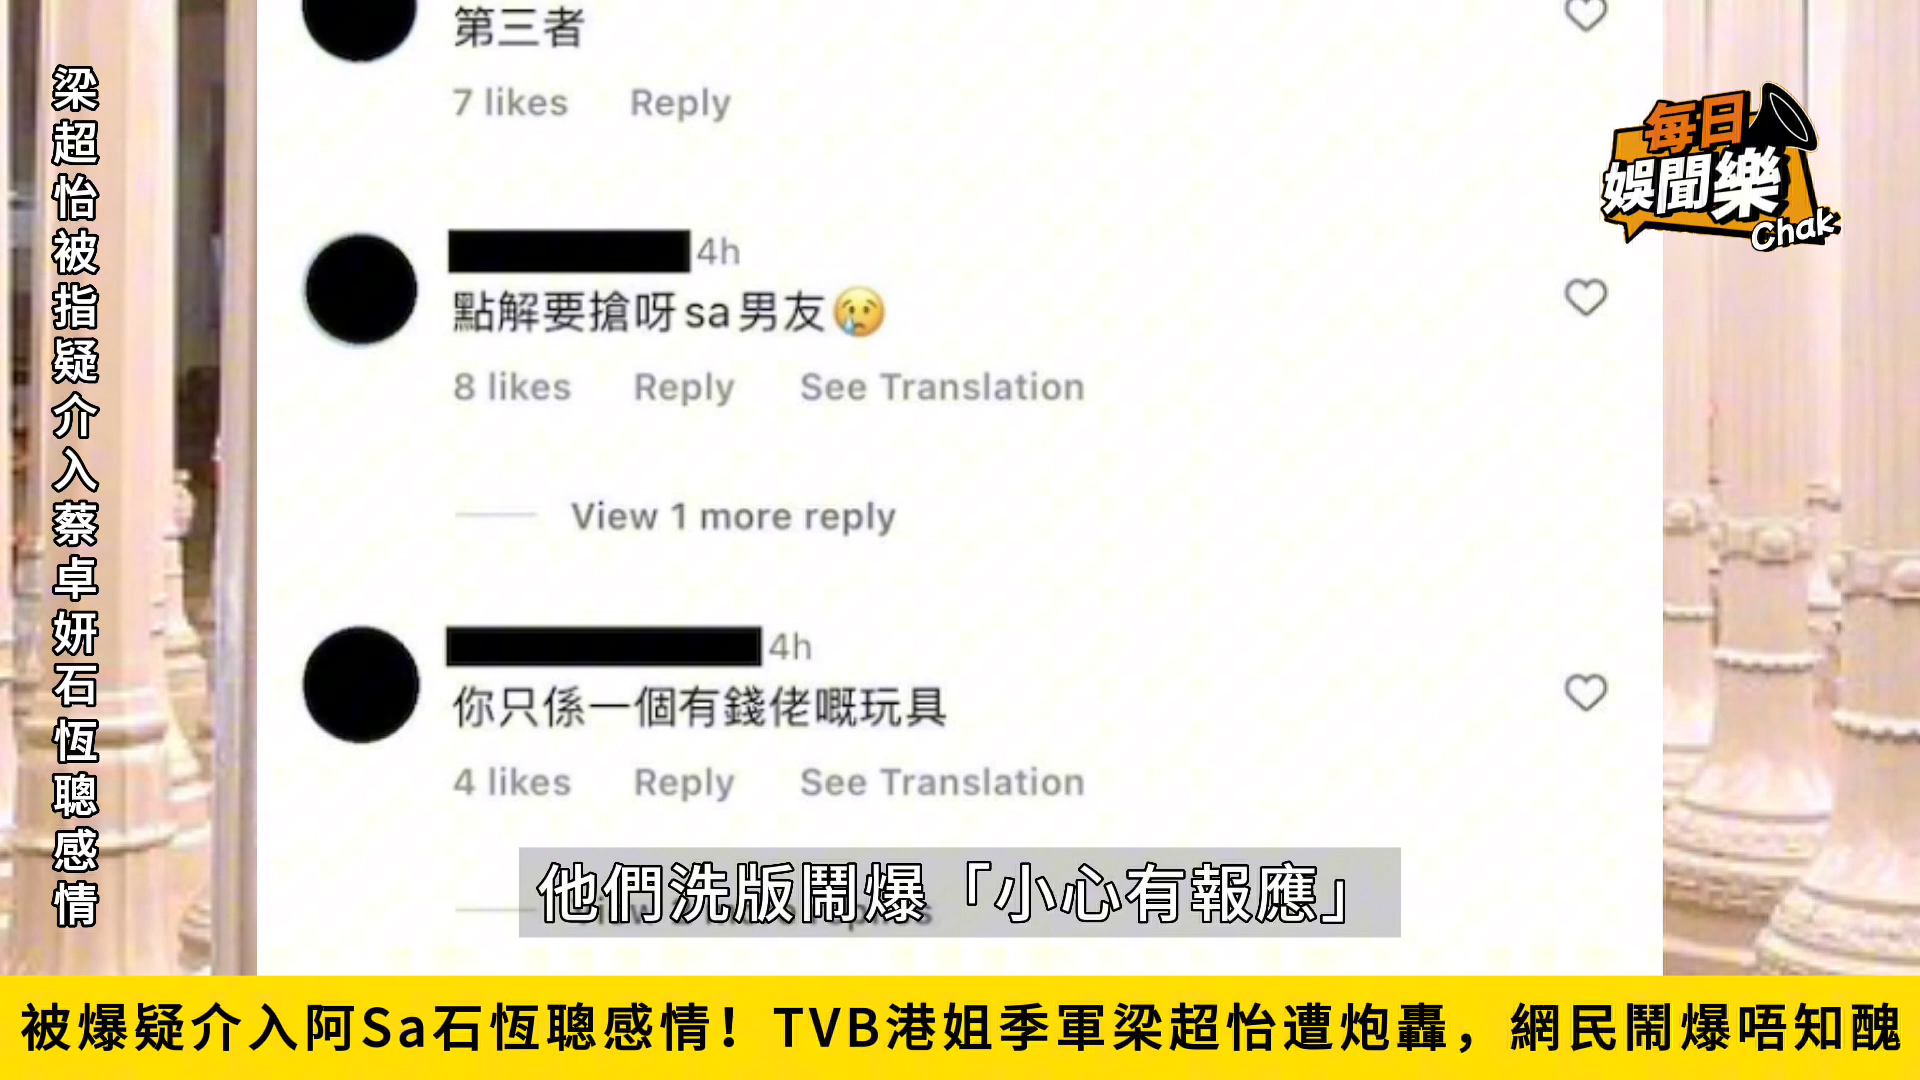 梁超怡被指疑介入蔡卓妍石恆聰感情
第三者
7 likes Reply
每日
娛聞樂
Chak
4h
點解要搶呀sa男友😢
8 likes Reply See Translation
View 1 more reply
4h
你只係一個有錢佬嘅玩具
4 likes Reply See Translation
他們洗版鬧爆「小心有報應」
被爆疑介入阿Sa石恆聰感情！TVB港姐季軍梁超怡遭炮轟，網民鬧爆唔知醜